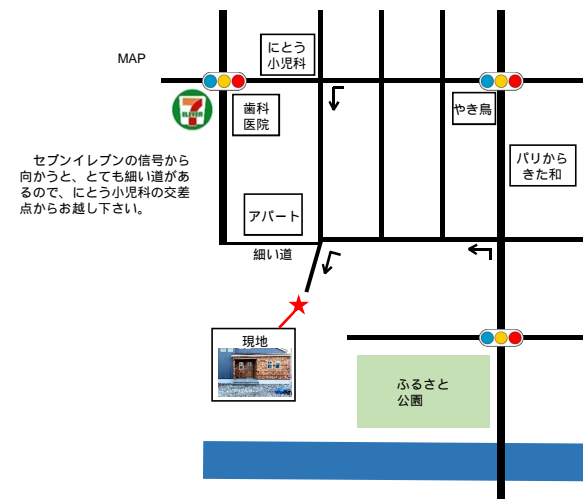 MAP
にとう
小児科
7
ELEVEn
歯科
医院
やき鳥
パリから
きた和
セブンイレブンの信号から
向かうと、とても細い道があ
るので、にとう小児科の交差
点からお越し下さい。
アパート
細い道
現地
ふるさと
公園